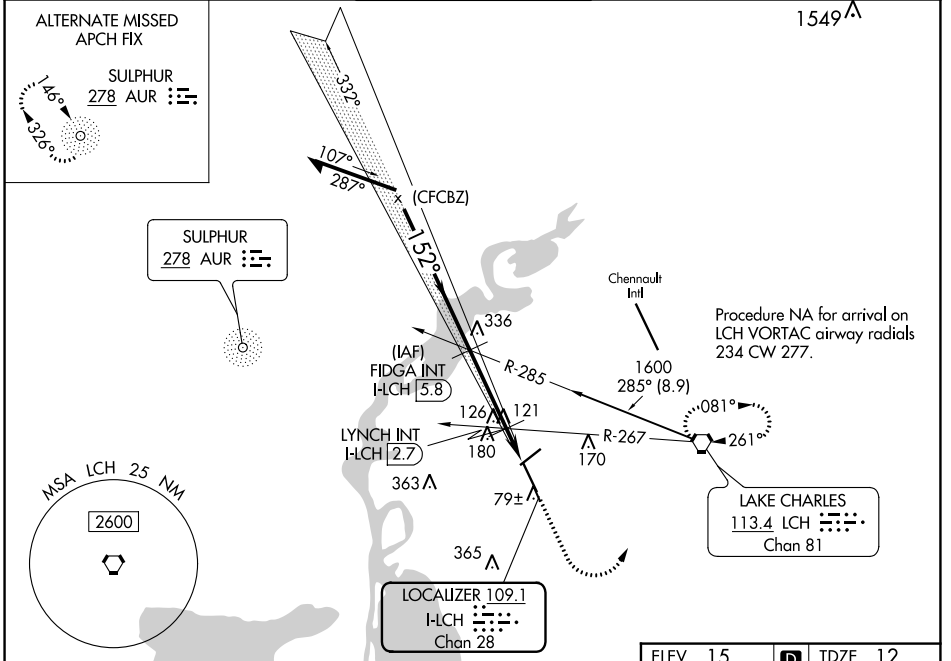 ALTERNATE MISSED
APCH FIX
SULPHUR
278 AUR
146°
326°
1549
332°
107°
287°
(CFCBZ)
152°
SULPHUR
278 AUR
Chennault
Intl
Procedure NA for arrival on
LCH VORTAC airway radials
234 CW 277.
336
(IAF)
FIDGA INT
I-LCH 5.8
R-285
1600
285° (8.9)
081°
261°
126
121
LYNCH INT
I-LCH 2.7
180
R-267
170
363
79±
MSA LCH 25 NM
2600
LAKE CHARLES
113.4 LCH
Chan 81
365
LOCALIZER 109.1
I-LCH
Chan 28
ELEV 15 D TDZE 12